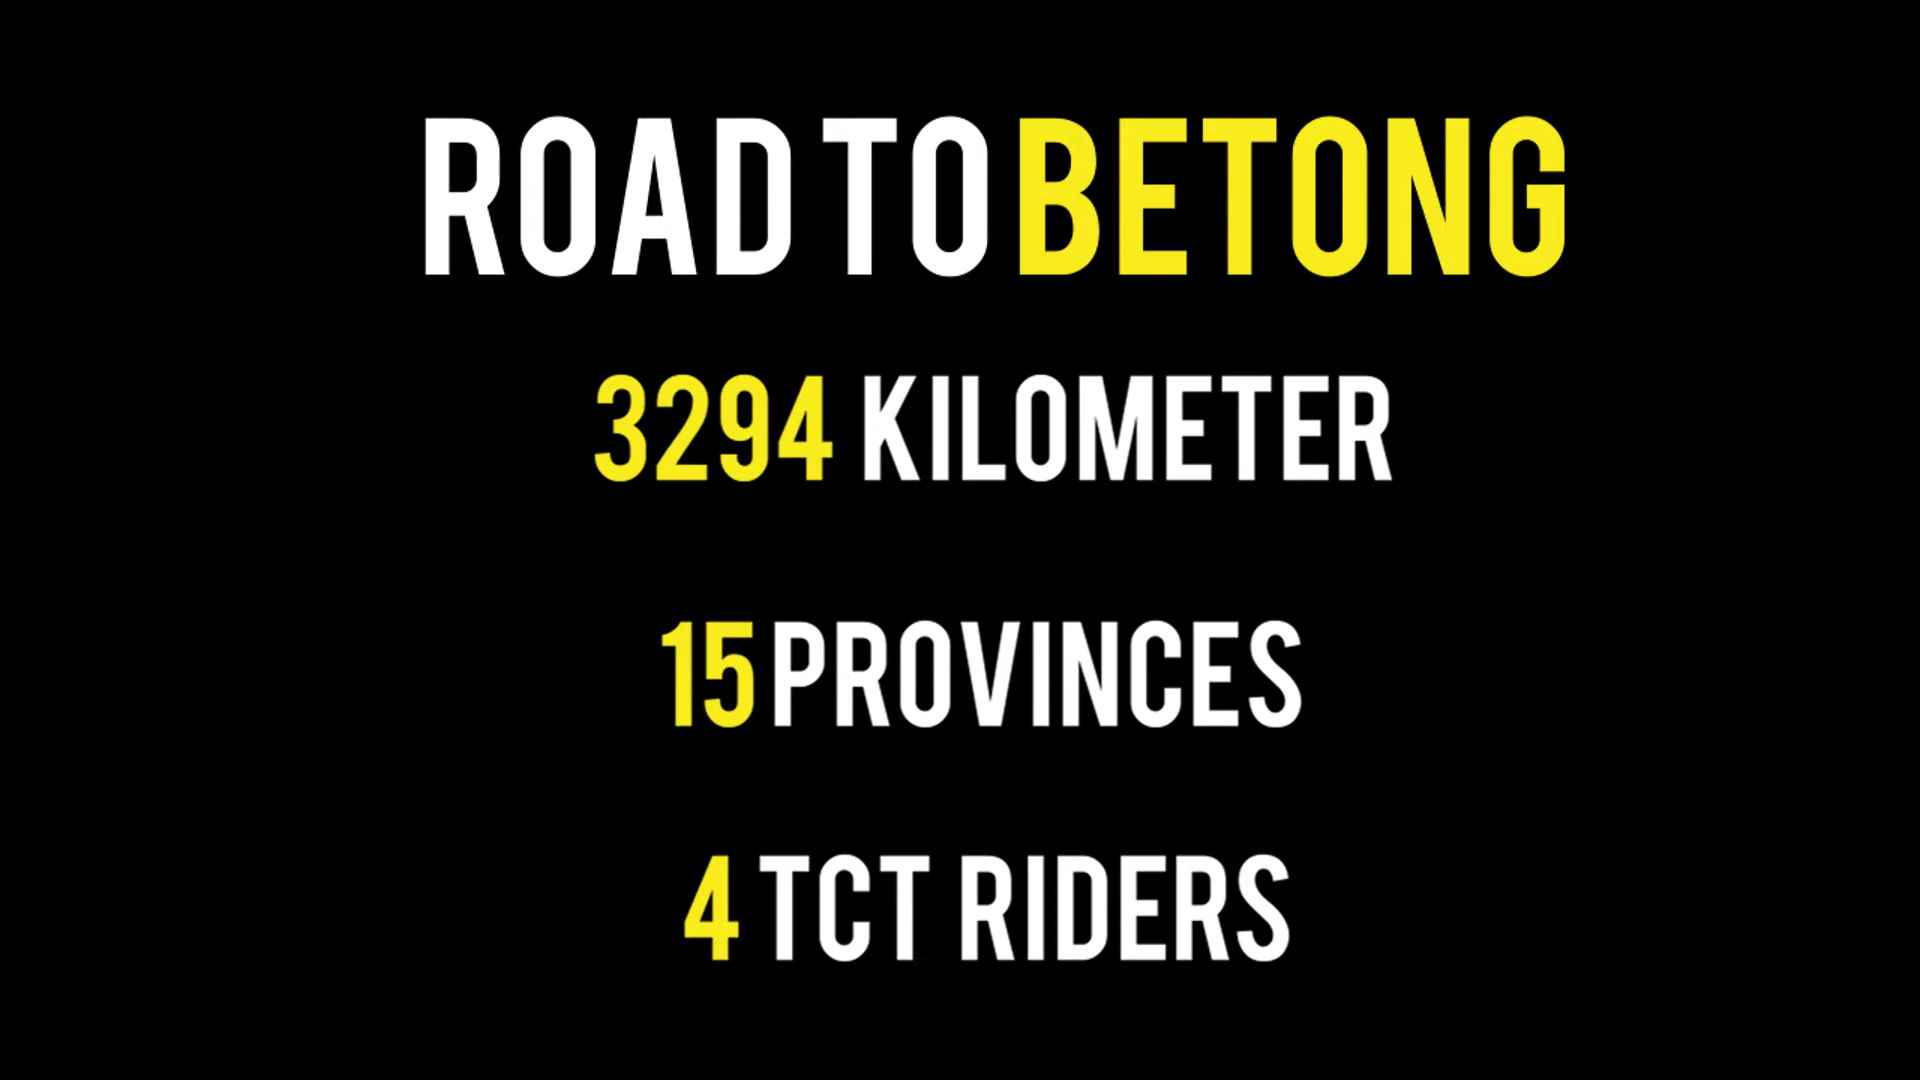 ROAD TO BETONG
3294 KILOMETER
15 PROVINCES
4 TCT RIDERS